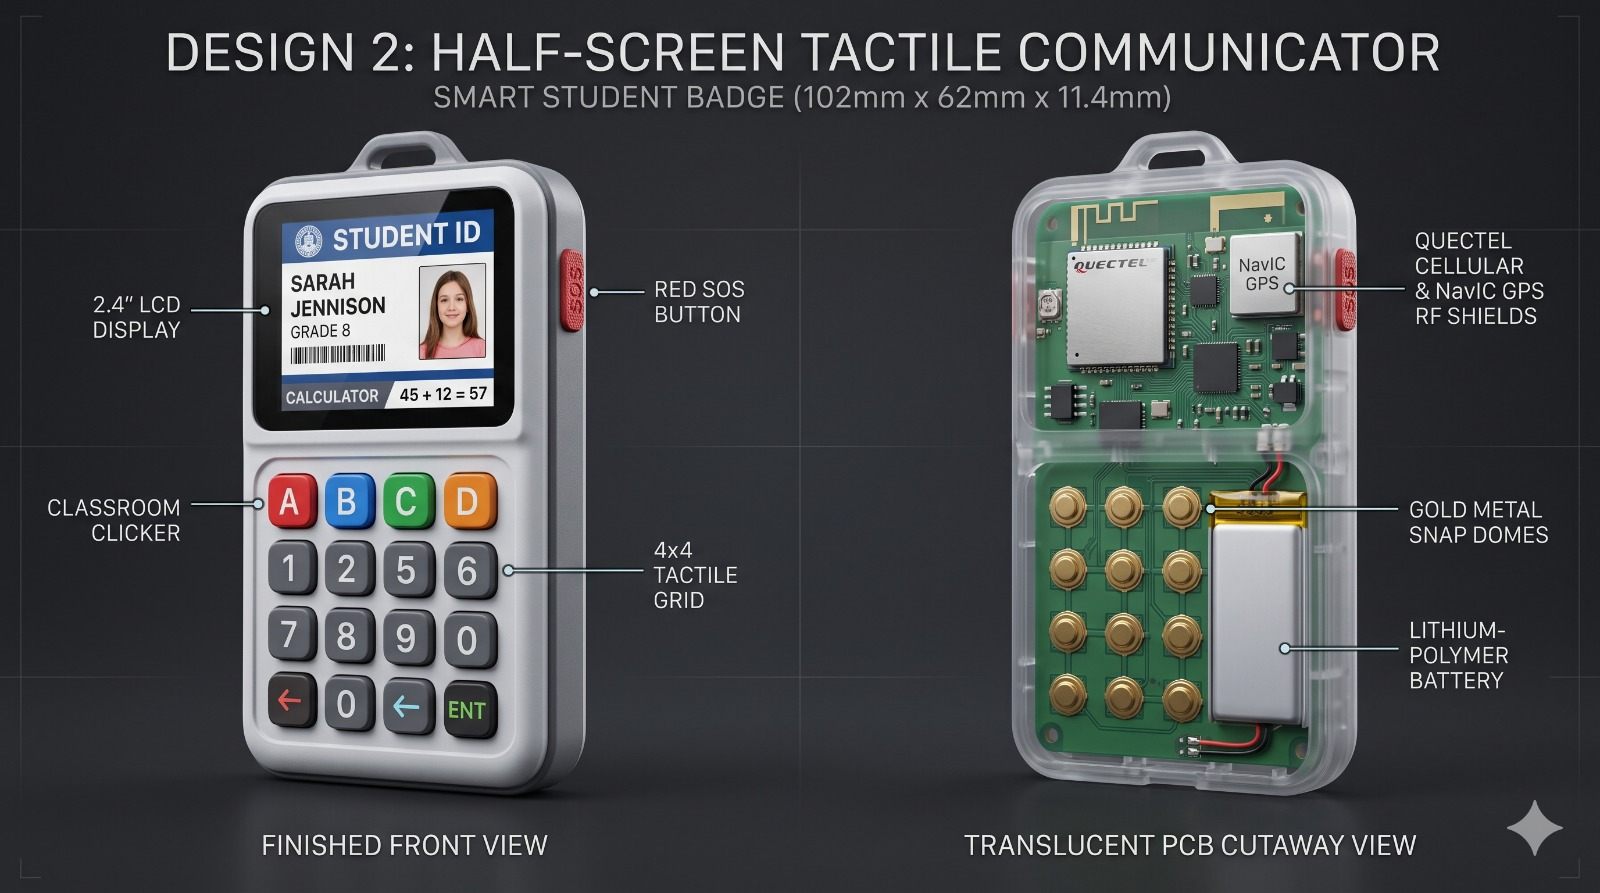 DESIGN 2: HALF-SCREEN TACTILE COMMUNICATOR
SMART STUDENT BADGE (102mm x 62mm x 11.4mm)
STUDENT ID
SARAH
JENNISON
GRADE 8
CALCULATOR
45 + 12 = 57
SOS
2.4" LCD
DISPLAY
RED SOS
BUTTON
CLASSROOM
CLICKER
A B C D
1 2 5 6
7 8 9 0
← 0 ← ENT
4x4
TACTILE
GRID
FINISHED FRONT VIEW
QUECTEL
NavIC
GPS
SOS
QUECTEL
CELLULAR
& NavIC GPS
RF SHIELDS
GOLD METAL
SNAP DOMES
LITHIUM-
POLYMER
BATTERY
TRANSLUCENT PCB CUTAWAY VIEW